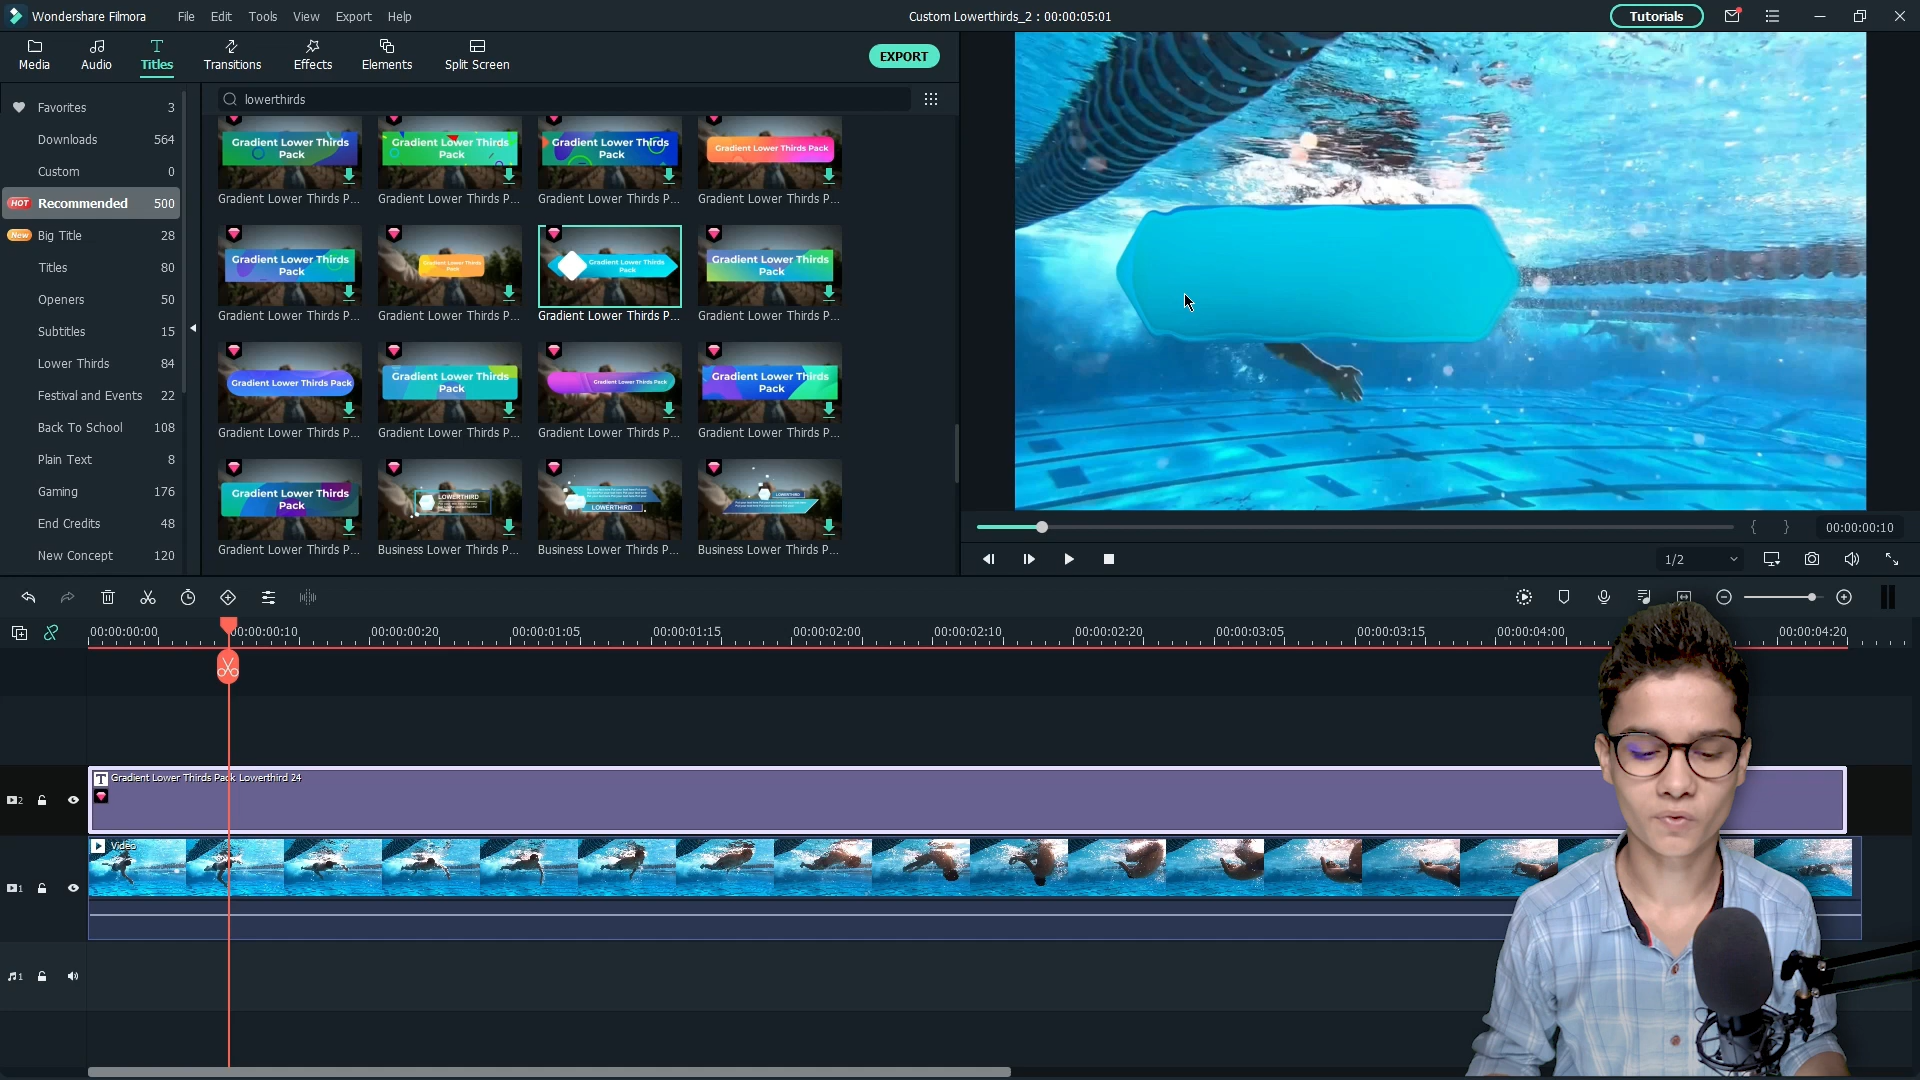 Wondershare Filmora
File Edit Tools View Export Help
Custom Lowerthirds_2 : 00:00:05:01
Tutorials
Media Audio Titles Transitions Effects Elements Split Screen
EXPORT
lowerthirds
Favorites 3
Downloads 564
Custom 0
HOT Recommended 500
New Big Title 28
Titles 80
Openers 50
Subtitles 15
Lower Thirds 84
Festival and Events 22
Back To School 108
Plain Text 8
Gaming 176
End Credits 48
New Concept 120
Gradient Lower Thirds Pack
Gradient Lower Thirds Pack
Gradient Lower Thirds Pack
Gradient Lower Thirds Pack
Gradient Lower Thirds P... Gradient Lower Thirds P... Gradient Lower Thirds P... Gradient Lower Thirds P...
Gradient Lower Thirds Pack
Gradient Lower Thirds Pack
Gradient Lower Thirds Pack
Gradient Lower Thirds Pack
Gradient Lower Thirds P... Gradient Lower Thirds P... Gradient Lower Thirds P... Gradient Lower Thirds P...
Gradient Lower Thirds Pack
Gradient Lower Thirds Pack
Gradient Lower Thirds Pack
Gradient Lower Thirds Pack
Gradient Lower Thirds P... Gradient Lower Thirds P... Gradient Lower Thirds P... Gradient Lower Thirds P...
Gradient Lower Thirds Pack
LOWERTHIRD
LOWERTHIRD
LOWERTHIRD
Gradient Lower Thirds P... Business Lower Thirds P... Business Lower Thirds P... Business Lower Thirds P...
{ } 00:00:00:10
1/2
00:00:00:00 00:00:00:10 00:00:00:20 00:00:01:05 00:00:01:15 00:00:02:00 00:00:02:10 00:00:02:20 00:00:03:05 00:00:03:15 00:00:04:00 00:00:04:20
2
T Gradient Lower Thirds Pack Lowerthird 24
1
Video
1